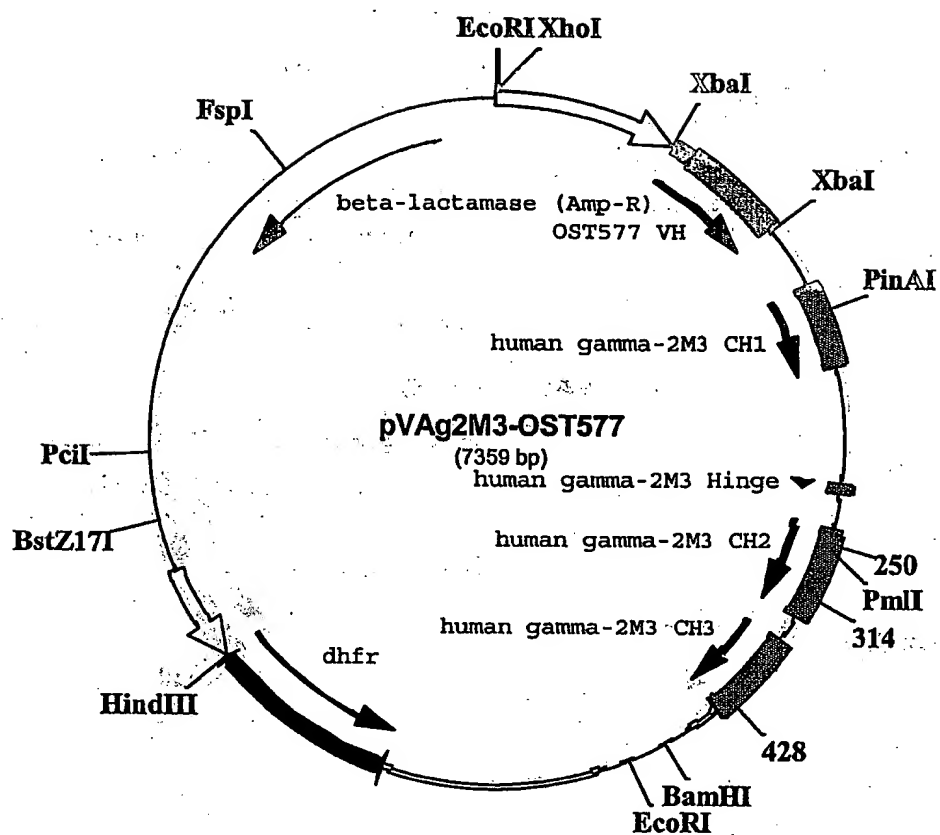 EcoRI XhoI
XbaI
FspI
XbaI
beta-lactamase (Amp-R)
OST577 VH
PinAI
human gamma-2M3 CH1
pVAg2M3-OST577
(7359 bp)
PciI
human gamma-2M3 Hinge
BstZ17I
human gamma-2M3 CH2
250
PmlI
human gamma-2M3 CH3
314
dhfr
HindIII
428
BamHI
EcoRI